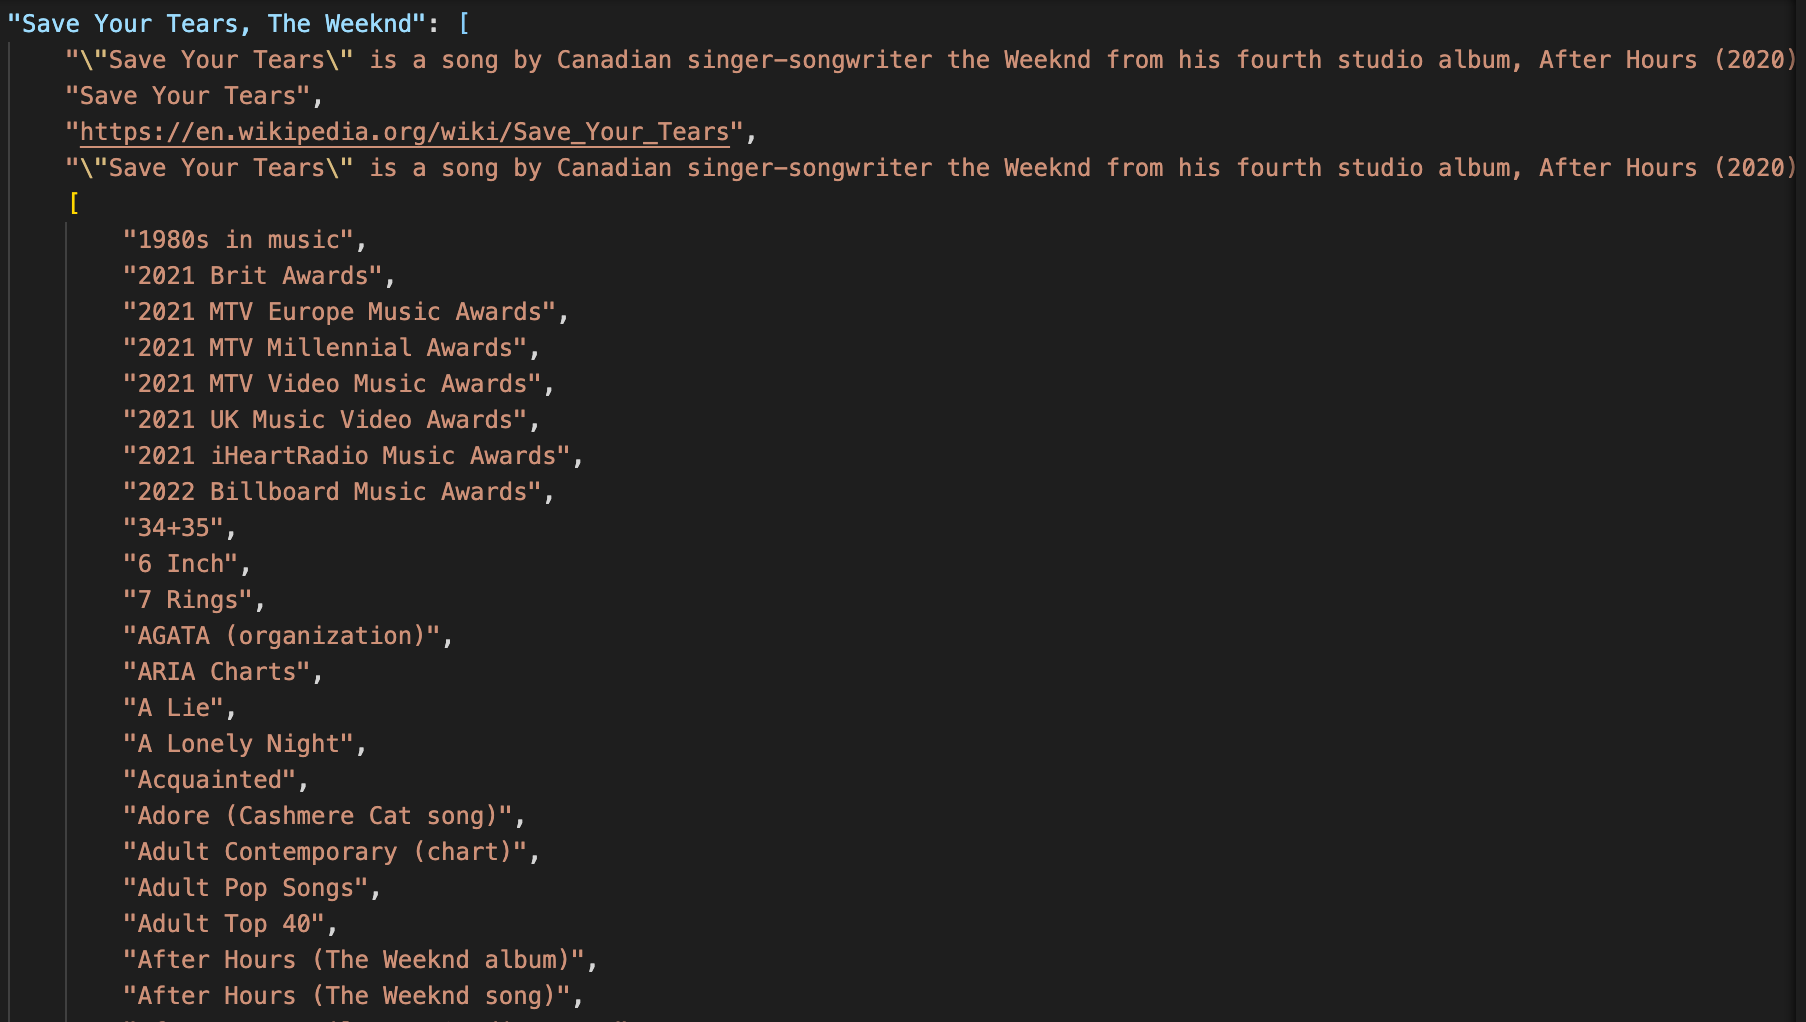 "Save Your Tears, The Weeknd": [
"\"Save Your Tears\" is a song by Canadian singer-songwriter the Weeknd from his fourth studio album, After Hours (2020)
"Save Your Tears",
"https://en.wikipedia.org/wiki/Save_Your_Tears",
"\"Save Your Tears\" is a song by Canadian singer-songwriter the Weeknd from his fourth studio album, After Hours (2020)
[
"1980s in music",
"2021 Brit Awards",
"2021 MTV Europe Music Awards",
"2021 MTV Millennial Awards",
"2021 MTV Video Music Awards",
"2021 UK Music Video Awards",
"2021 iHeartRadio Music Awards",
"2022 Billboard Music Awards",
"34+35",
"6 Inch",
"7 Rings",
"AGATA (organization)",
"ARIA Charts",
"A Lie",
"A Lonely Night",
"Acquainted",
"Adore (Cashmere Cat song)",
"Adult Contemporary (chart)",
"Adult Pop Songs",
"Adult Top 40",
"After Hours (The Weeknd album)",
"After Hours (The Weeknd song)",